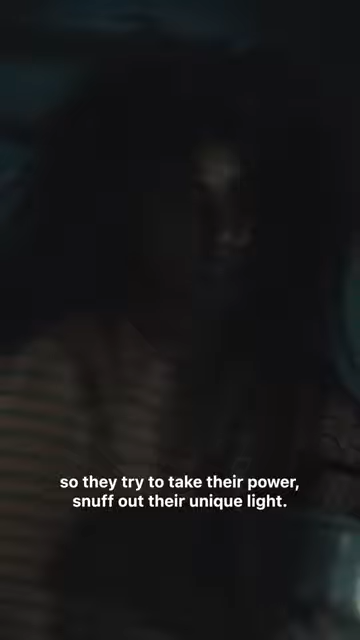 so they try to take their power,
snuff out their unique light.